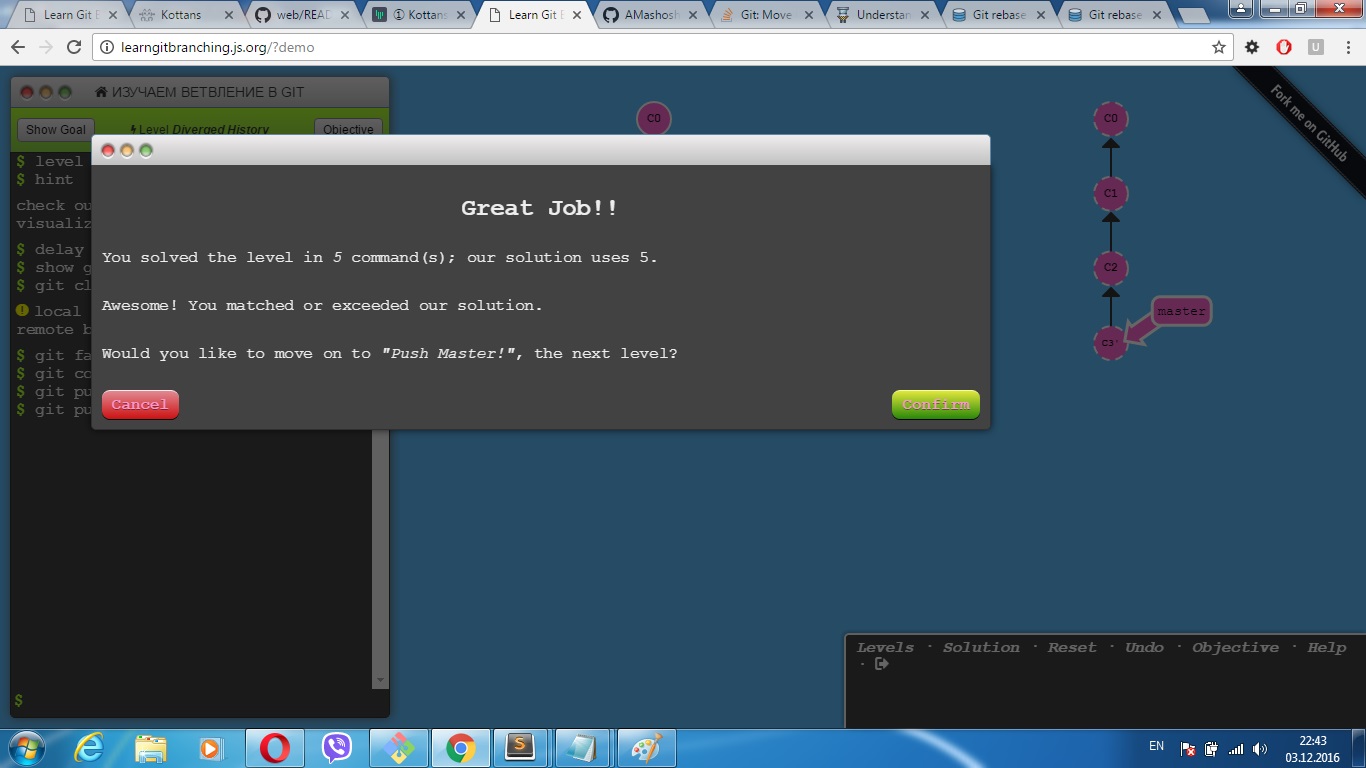 Learn Git E
Kottans
web/READ
① Kottans
Learn Git E
AMashosh
Git: Move
Understan
Git rebase
Git rebase
learngitbranching.js.org/?demo
ИЗУЧАЕМ ВЕТВЛЕНИЕ В GIT
Show Goal
Level Diverged History
Objective
$ level
$ hint
check ou
visualiz
$ delay
$ show g
$ git cl
local
remote b
$ git fa
$ git co
$ git pu
$ git pu
$
Great Job!!
You solved the level in 5 command(s); our solution uses 5.
Awesome! You matched or exceeded our solution.
Would you like to move on to "Push Master!", the next level?
Cancel
Confirm
C0
C0
C1
C2
C3'
master
Fork me on GitHub
Levels · Solution · Reset · Undo · Objective · Help
·
EN
22:43
03.12.2016